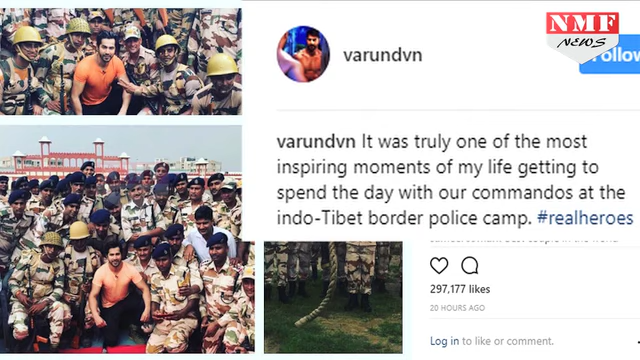 NMF
NEWS
varundvn
Follow
varundvn It was truly one of the most
inspiring moments of my life getting to
spend the day with our commandos at the
indo-Tibet border police camp. #realheroes
297,177 likes
20 HOURS AGO
Log in to like or comment.